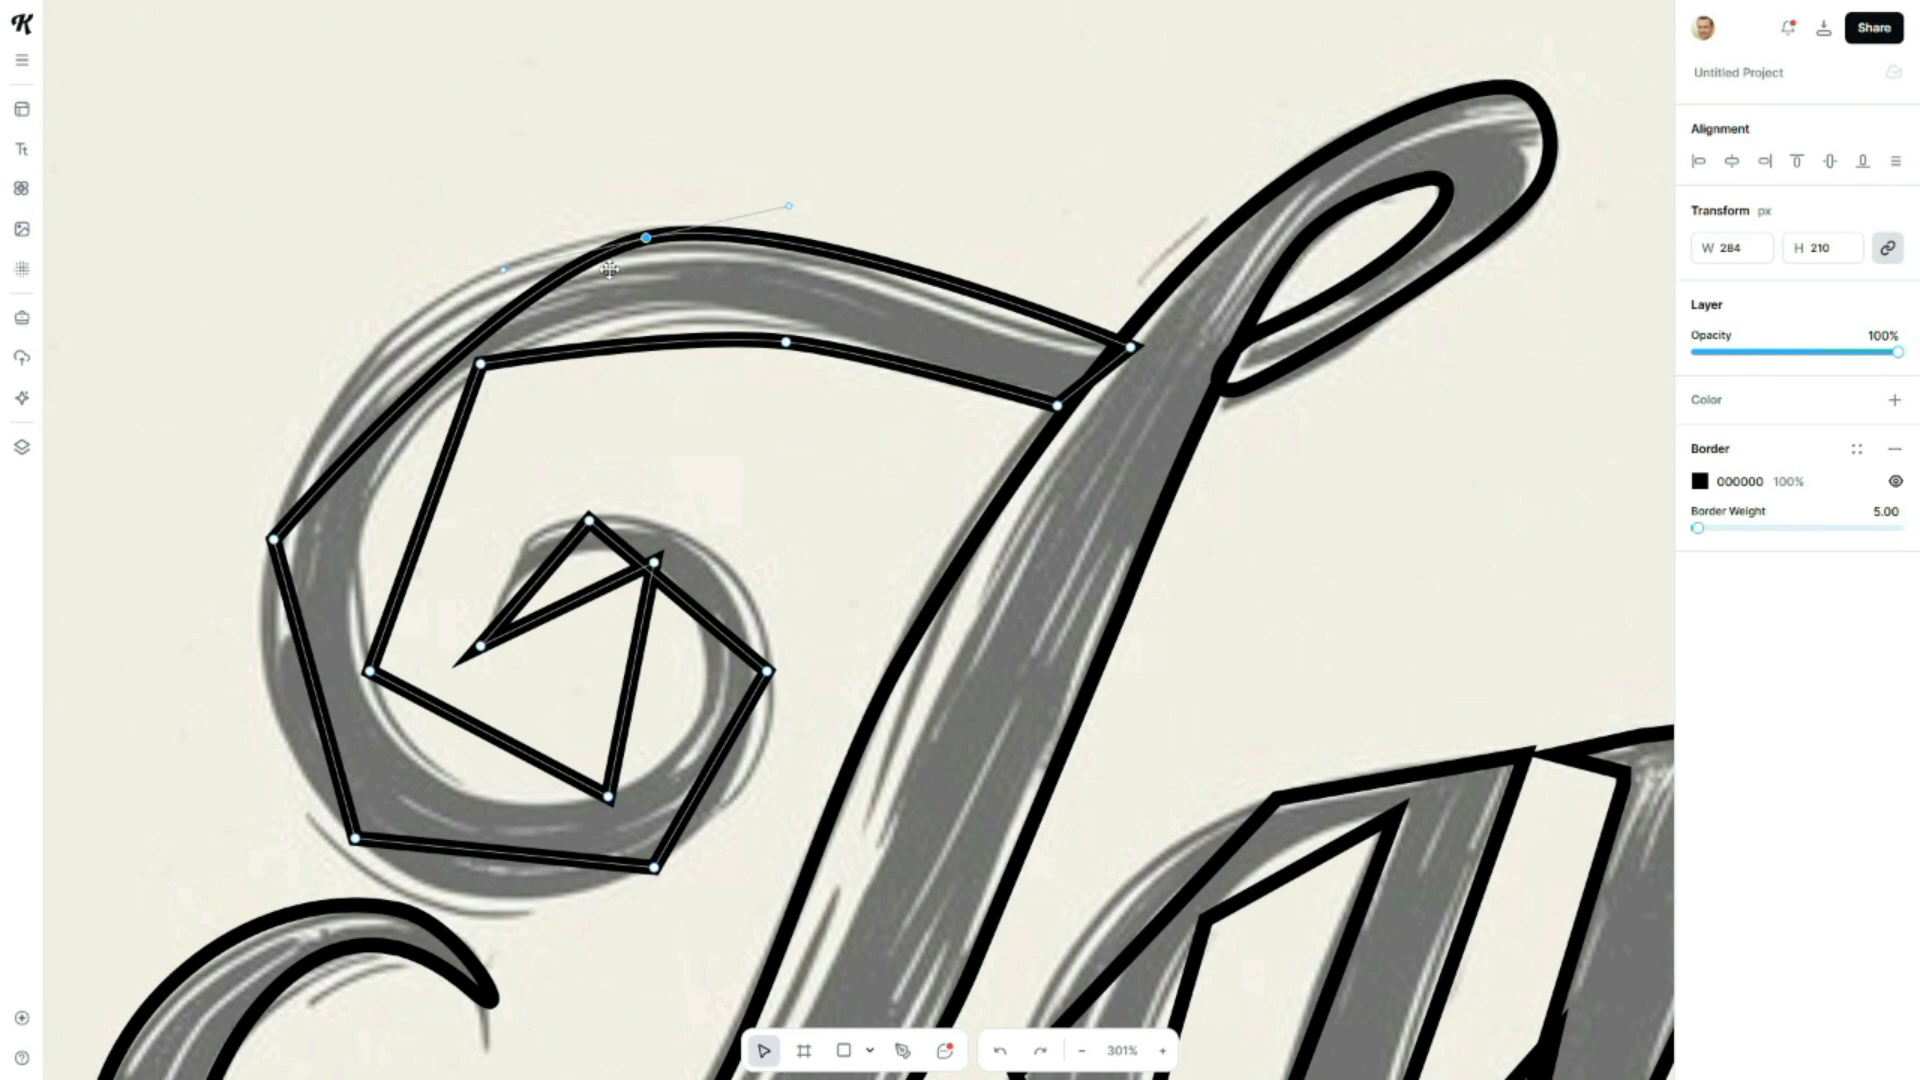 K
Share
Untitled Project
Alignment
Tt
Transform px
W 284 H 210
Layer
Opacity 100%
Color
Border
000000 100%
Border Weight 5.00
301%